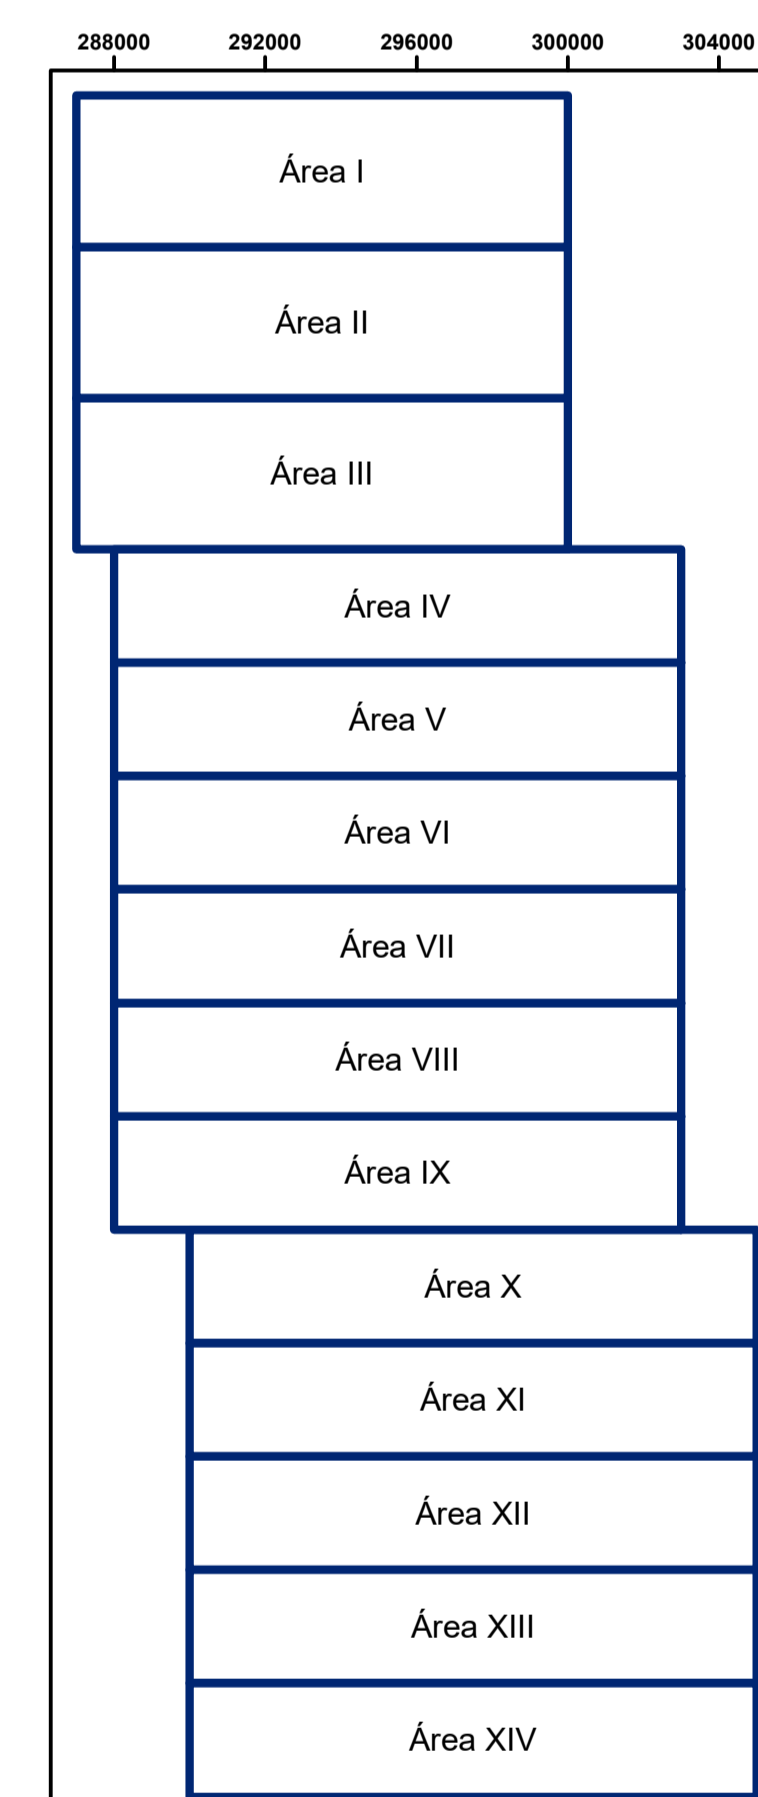 288000 292000 296000 300000 304000
Área I
Área II
Área III
Área IV
Área V
Área VI
Área VII
Área VIII
Área IX
Área X
Área XI
Área XII
Área XIII
Área XIV